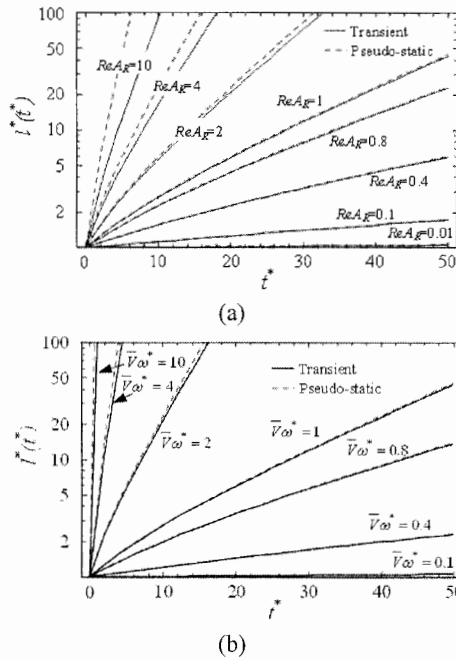 100
50
20
10
5
2
l*(t*)
Transient
Pseudo-static
ReA_R=10
ReA_R=4
ReA_R=2
ReA_R=1
ReA_R=0.8
ReA_R=0.4
ReA_R=0.1
ReA_R=0.01
0 10 20 30 40 50
t*
(a)
100
50
20
10
5
2
l*(t*)
Transient
Pseudo-static
V̅ω* = 10
V̅ω* = 4
V̅ω* = 2
V̅ω* = 1
V̅ω* = 0.8
V̅ω* = 0.4
V̅ω* = 0.1
0 10 20 30 40 50
t*
(b)